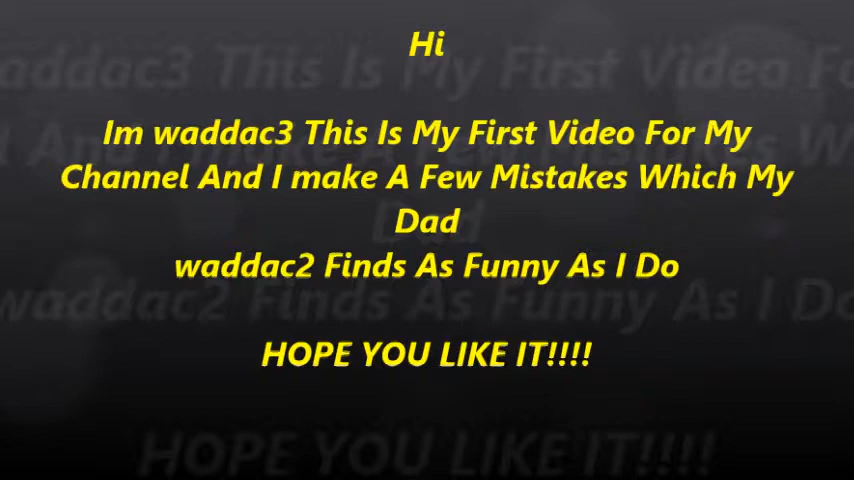 Hi
Im waddac3 This Is My First Video For My
Channel And I make A Few Mistakes Which My
Dad
waddac2 Finds As Funny As I Do
HOPE YOU LIKE IT!!!!